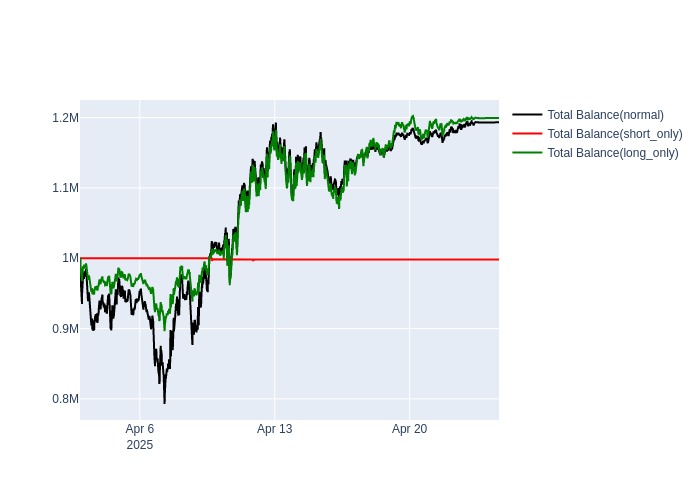 1.2M
1.1M
1M
0.9M
0.8M
Apr 6
2025
Apr 13
Apr 20
Total Balance(normal)
Total Balance(short_only)
Total Balance(long_only)